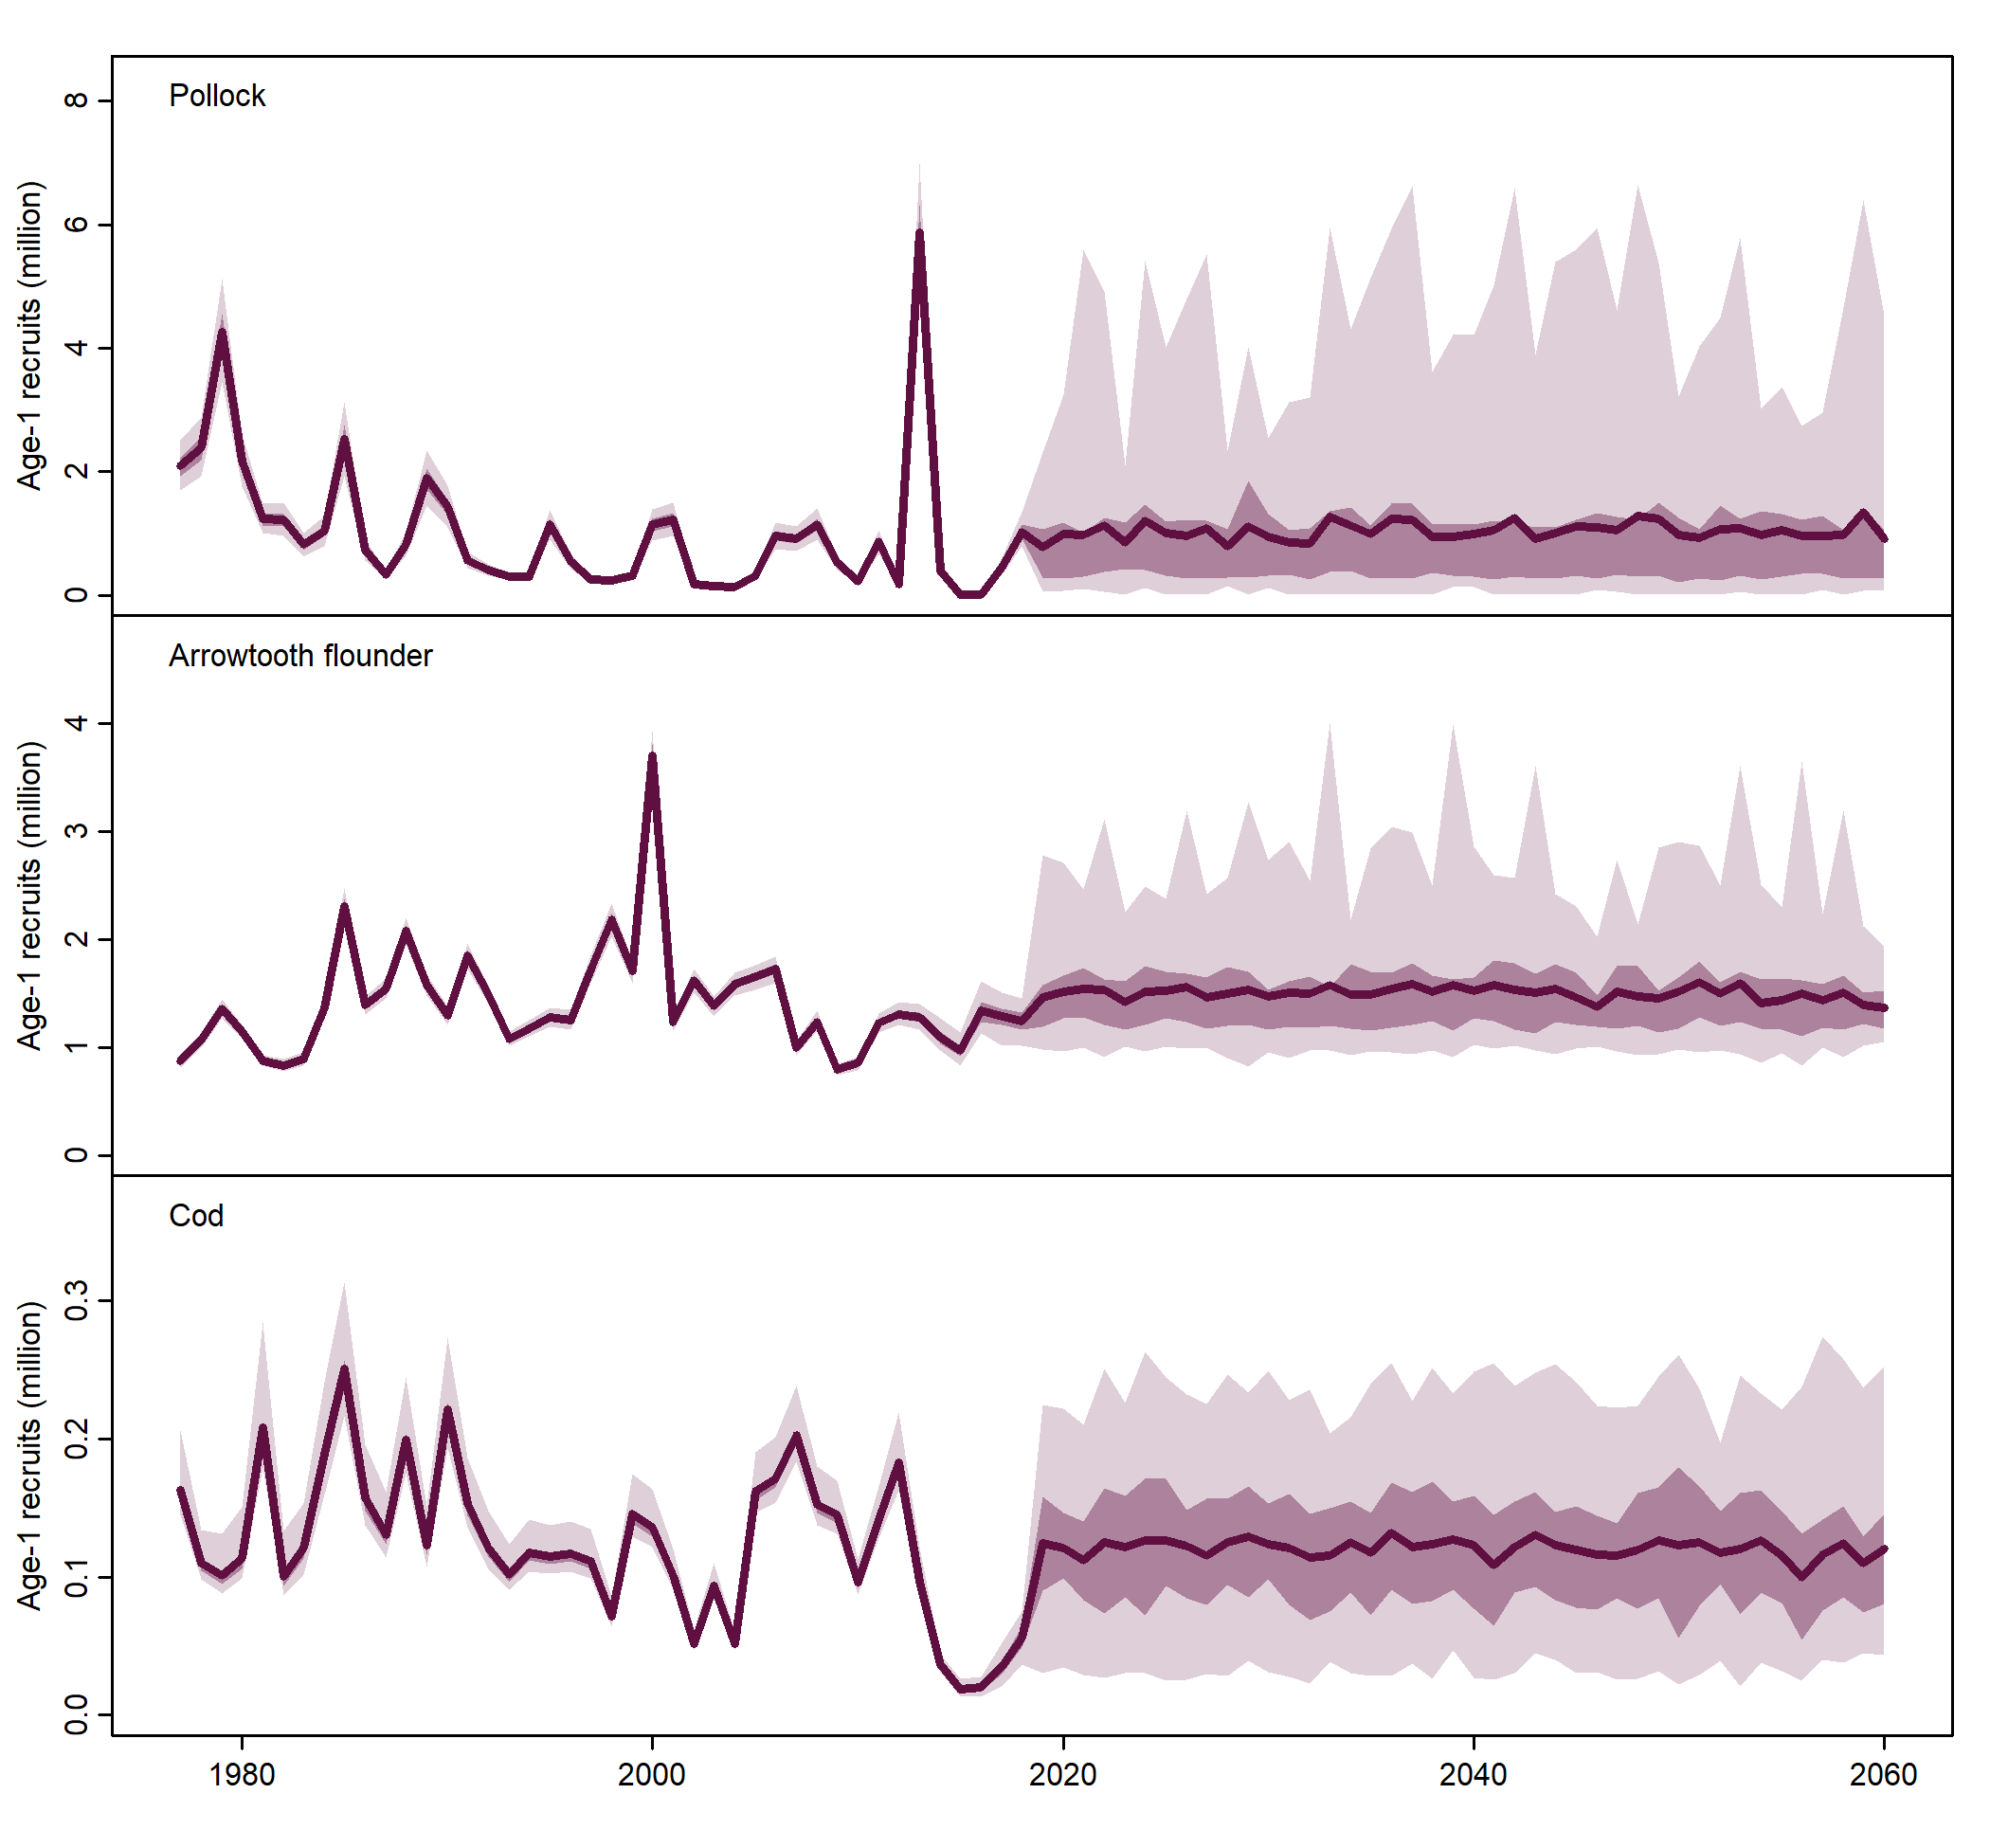 Pollock
Age-1 recruits (million)
8
6
4
2
0
Arrowtooth flounder
Age-1 recruits (million)
4
3
2
1
0
Cod
Age-1 recruits (million)
0.3
0.2
0.1
0.0
1980 2000 2020 2040 2060